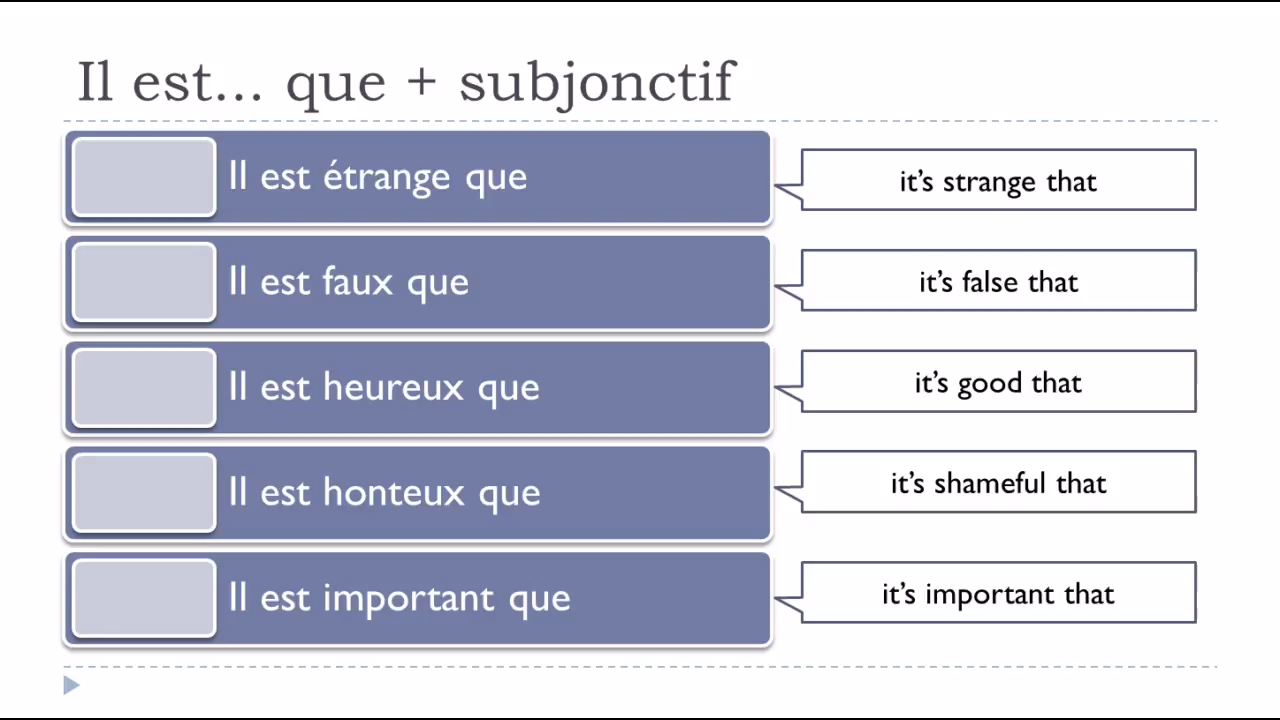 Il est... que + subjonctif
Il est étrange que
it's strange that
Il est faux que
it's false that
Il est heureux que
it's good that
Il est honteux que
it's shameful that
Il est important que
it's important that